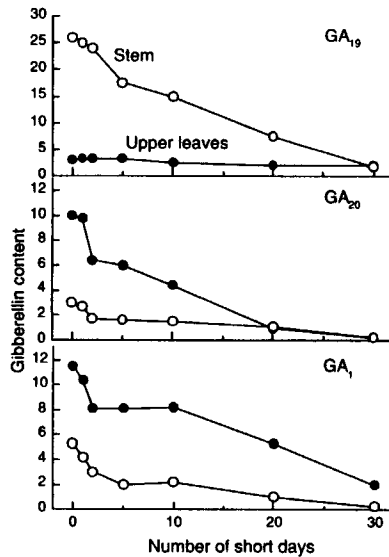 GA19
30
25
20
15
10
5
0
Stem
Upper leaves
GA20
12
10
8
6
4
2
0
GA1
12
10
8
6
4
2
0
Gibberellin content
0 10 20 30
Number of short days